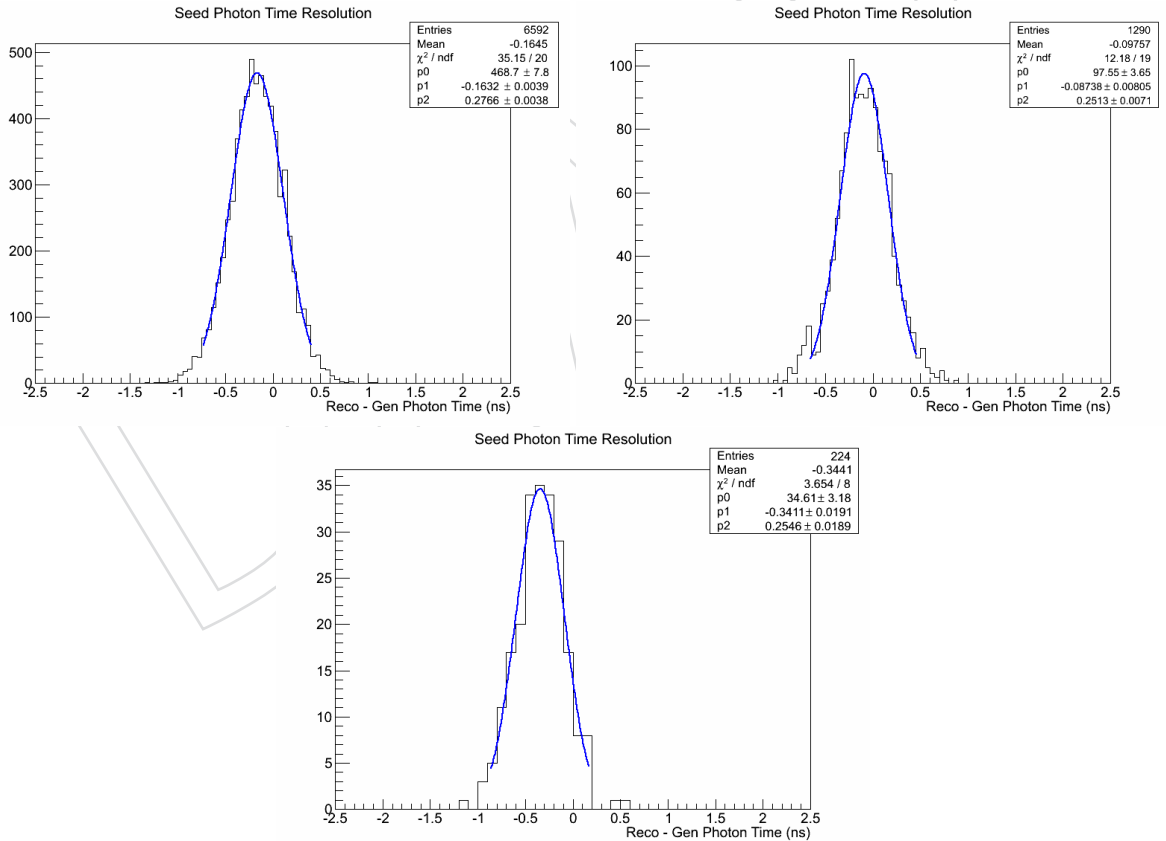 Seed Photon Time Resolution
Entries 6592
Mean -0.1645
χ² / ndf 35.15 / 20
p0 468.7 ± 7.8
p1 -0.1632 ± 0.0039
p2 0.2766 ± 0.0038
500
400
300
200
100
0
-2.5 -2 -1.5 -1 -0.5 0 0.5 1 1.5 2 2.5
Reco - Gen Photon Time (ns)
Seed Photon Time Resolution
Entries 1290
Mean -0.09757
χ² / ndf 12.18 / 19
p0 97.55 ± 3.65
p1 -0.08738 ± 0.00805
p2 0.2513 ± 0.0071
100
80
60
40
20
0
-2.5 -2 -1.5 -1 -0.5 0 0.5 1 1.5 2 2.5
Reco - Gen Photon Time (ns)
Seed Photon Time Resolution
Entries 224
Mean -0.3441
χ² / ndf 3.654 / 8
p0 34.61 ± 3.18
p1 -0.3411 ± 0.0191
p2 0.2546 ± 0.0189
35
30
25
20
15
10
5
0
-2.5 -2 -1.5 -1 -0.5 0 0.5 1 1.5 2 2.5
Reco - Gen Photon Time (ns)